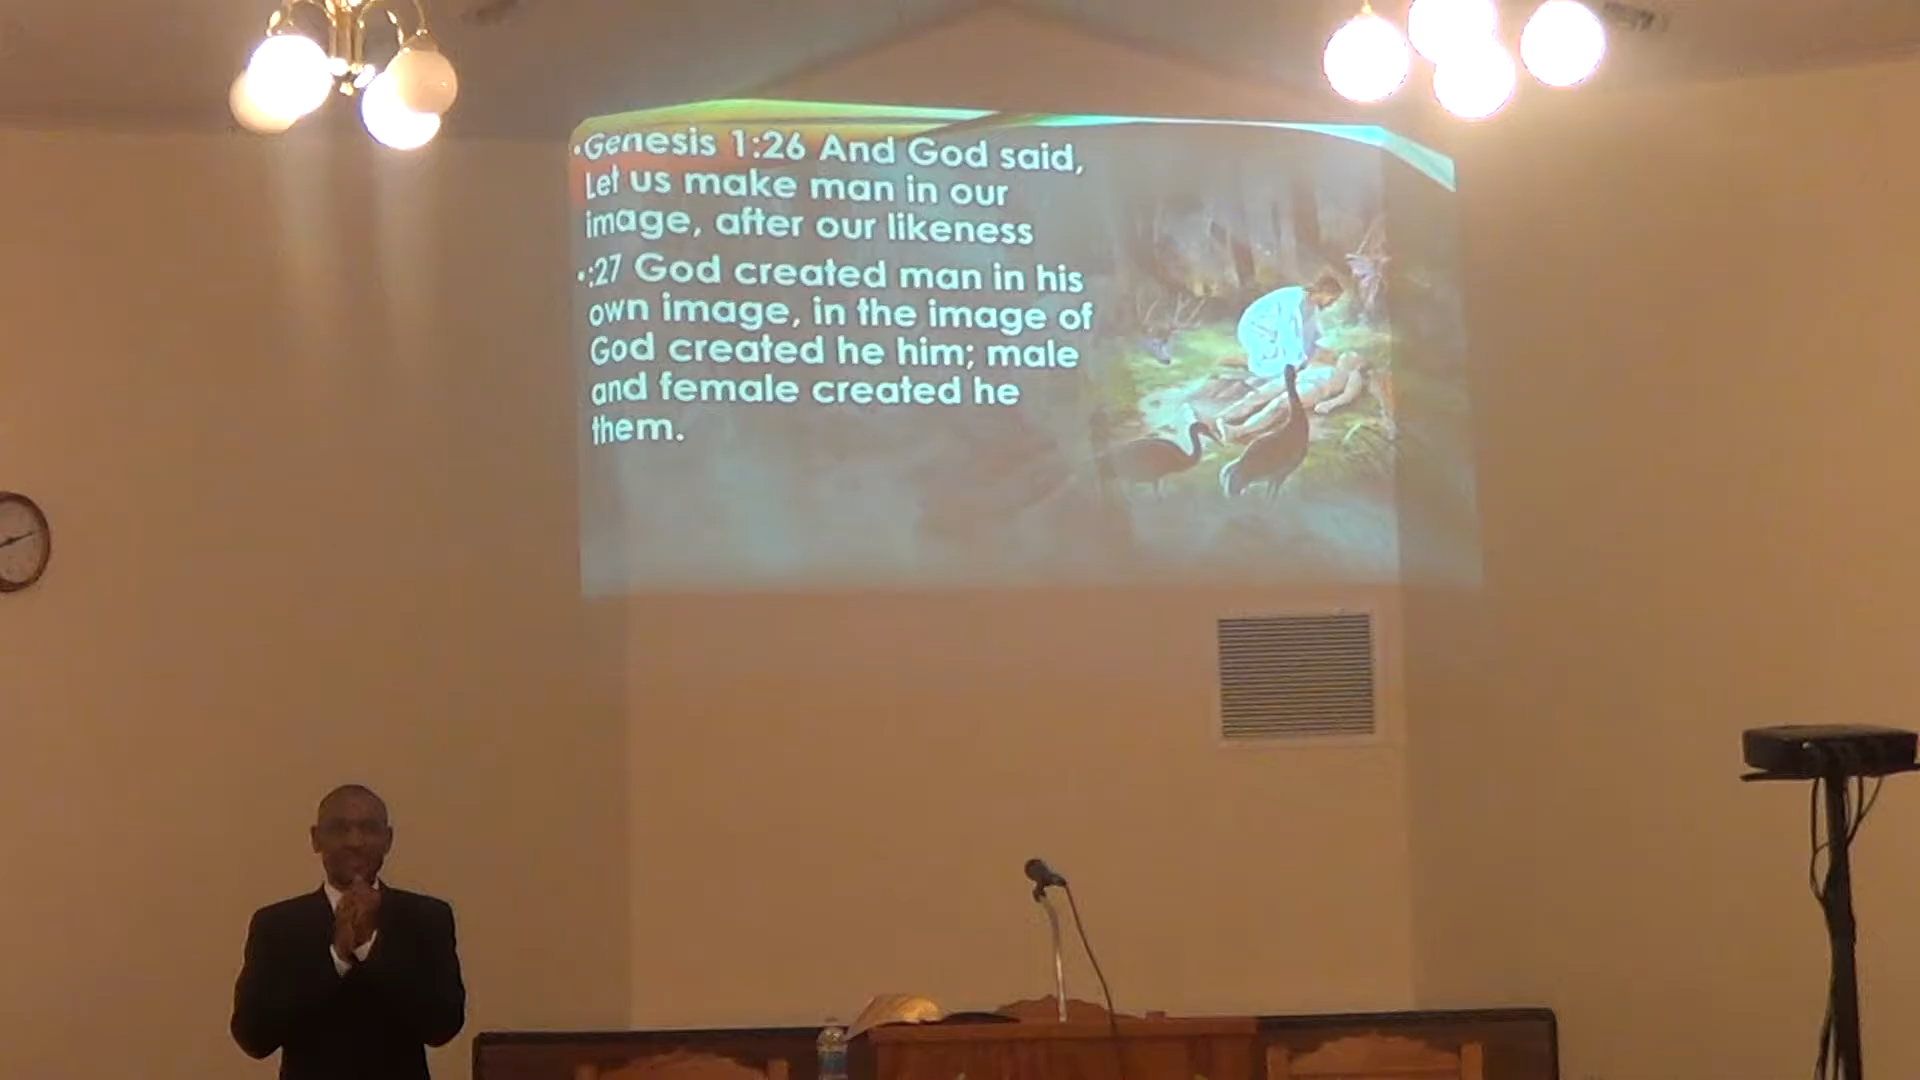 •Genesis 1:26 And God said,
Let us make man in our
image, after our likeness
•:27 God created man in his
own image, in the image of
God created he him; male
and female created he
them.